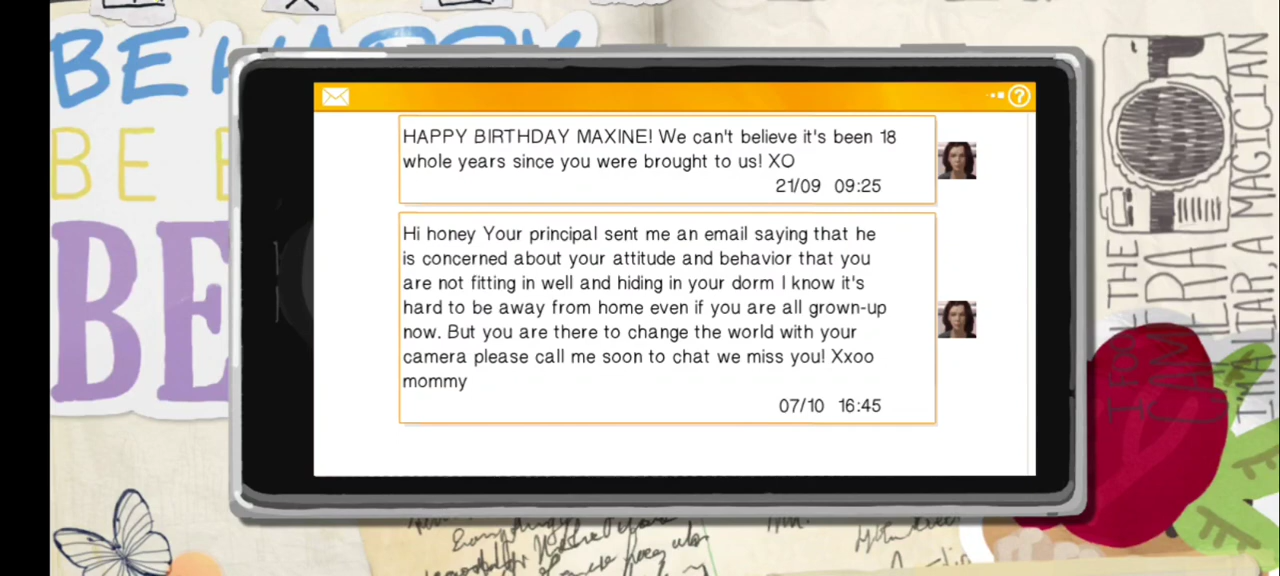 BE HAPPY
BE B
BE
HAPPY BIRTHDAY MAXINE! We can't believe it's been 18
whole years since you were brought to us! XO
21/09 09:25
Hi honey Your principal sent me an email saying that he
is concerned about your attitude and behavior that you
are not fitting in well and hiding in your dorm I know it's
hard to be away from home even if you are all grown-up
now. But you are there to change the world with your
camera please call me soon to chat we miss you! Xxoo
mommy
07/10 16:45
?
THE
I'M A LIAR, A MAGICIAN